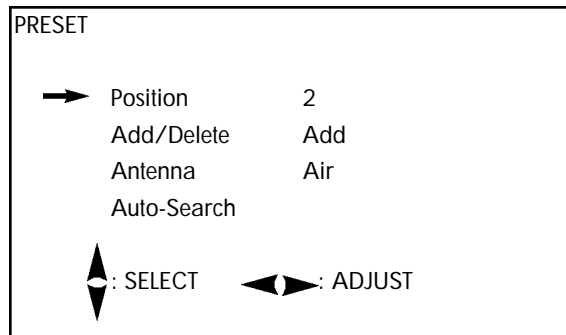 PRESET
Position 2
Add/Delete Add
Antenna Air
Auto-Search
: SELECT : ADJUST